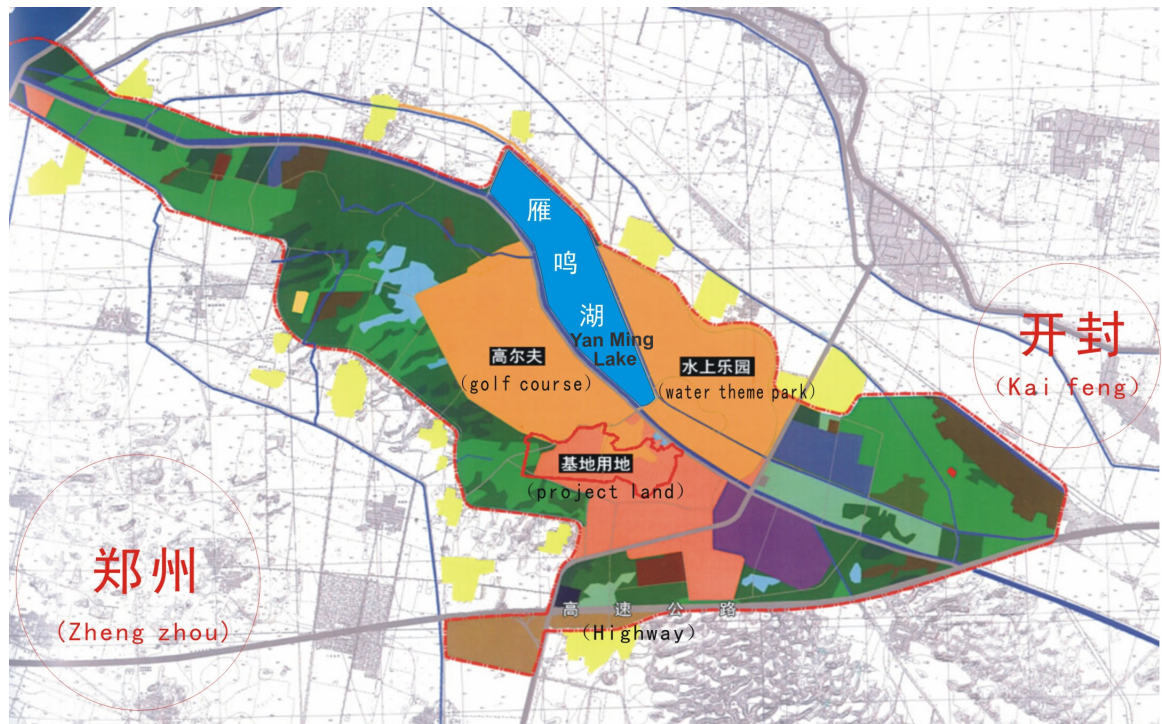 雁
鸣
湖
Yan Ming
Lake
高尔夫
(golf course)
水上乐园
(water theme park)
开封
(Kai feng)
基地用地
(project land)
郑州
(Zheng zhou)
高速公路
(Highway)